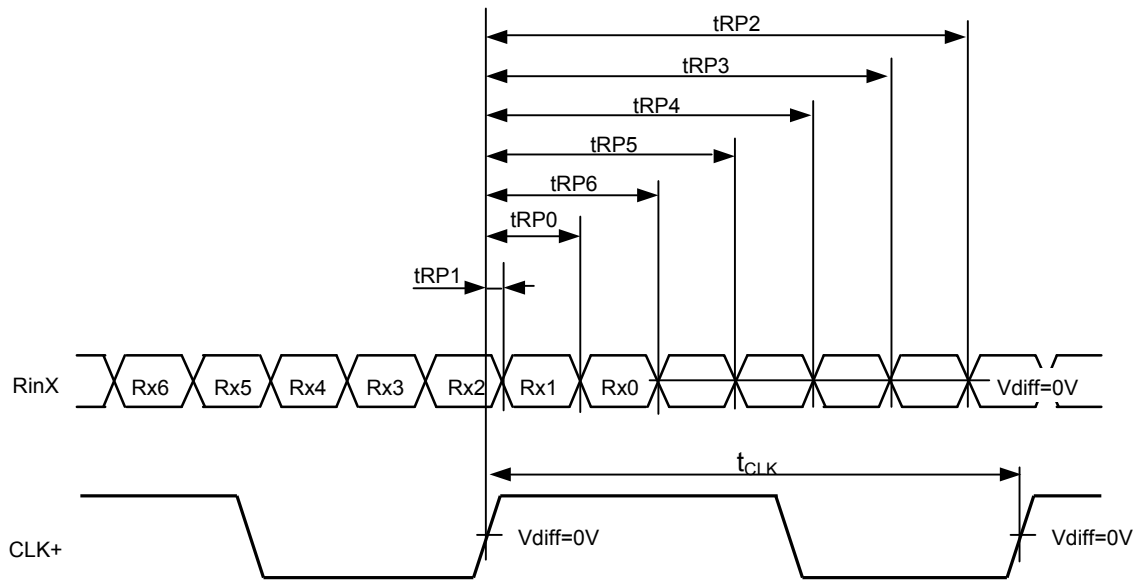 tRP2
tRP3
tRP4
tRP5
tRP6
tRP0
tRP1
RinX Rx6 Rx5 Rx4 Rx3 Rx2 Rx1 Rx0 Vdiff=0V
tCLK
CLK+ Vdiff=0V Vdiff=0V